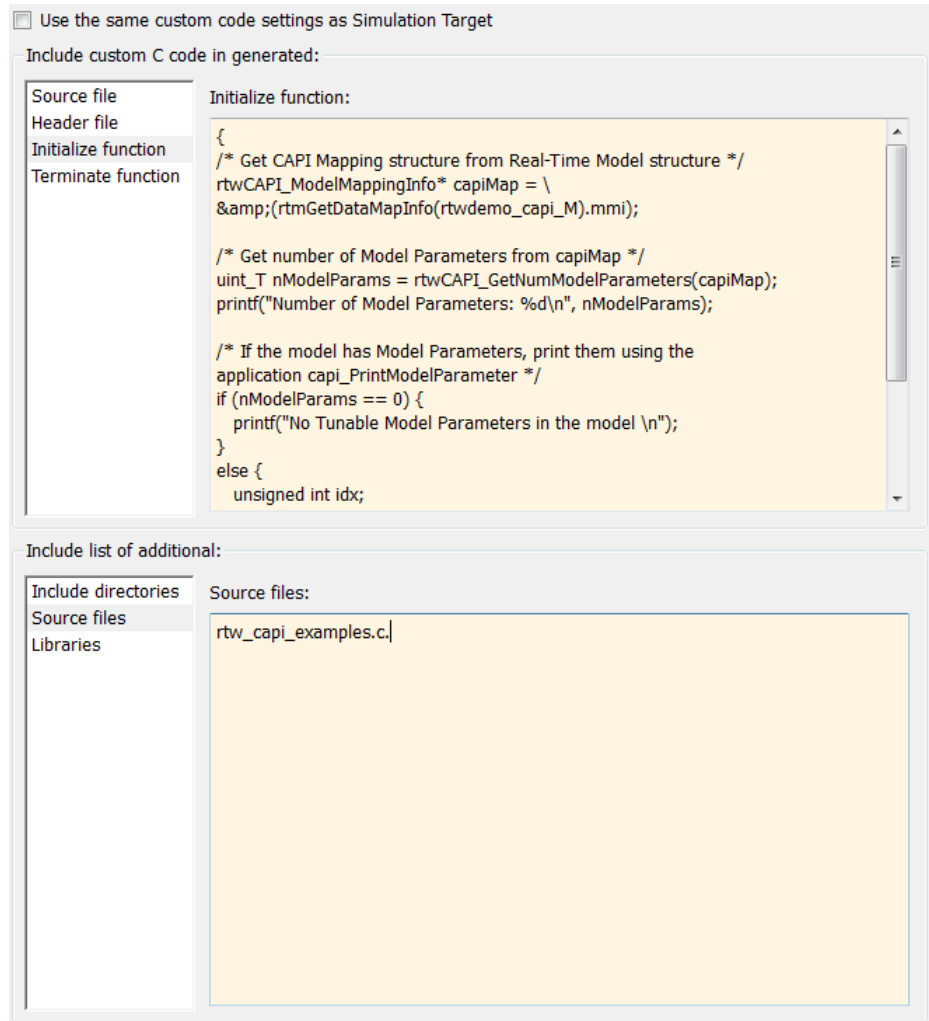 Use the same custom code settings as Simulation Target
Include custom C code in generated:
Source file
Header file
Initialize function
Terminate function
Initialize function:
{
/* Get CAPI Mapping structure from Real-Time Model structure */
rtwCAPI_ModelMappingInfo* capiMap = \
&amp;(rtmGetDataMapInfo(rtwdemo_capi_M).mmi);
/* Get number of Model Parameters from capiMap */
uint_T nModelParams = rtwCAPI_GetNumModelParameters(capiMap);
printf("Number of Model Parameters: %d\n", nModelParams);
/* If the model has Model Parameters, print them using the
application capi_PrintModelParameter */
if (nModelParams == 0) {
printf("No Tunable Model Parameters in the model \n");
}
else {
unsigned int idx;
Include list of additional:
Include directories
Source files
Libraries
Source files:
rtw_capi_examples.c.